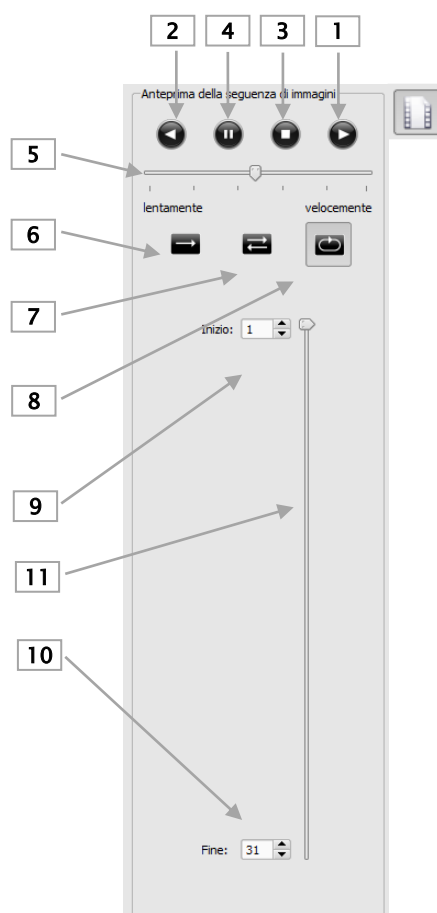 2 4 3 1
Anteprima della seguenza di immagini
5
lentamente velocemente
6
7
Inizio: 1
8
9
11
10
Fine: 31